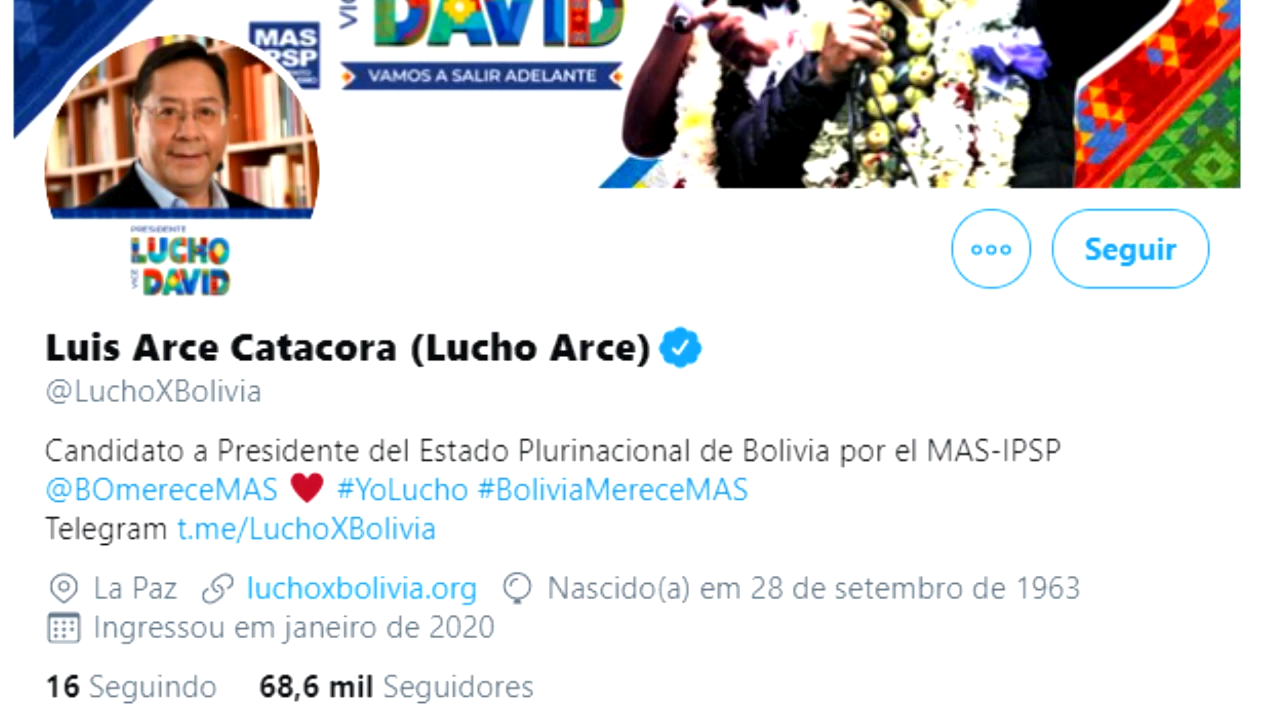 VIC
DAVID
VAMOS A SALIR ADELANTE
MAS
IPSP
PRESIDENTE
LUCHO
VICE
DAVID
Seguir
Luis Arce Catacora (Lucho Arce)
@LuchoXBolivia
Candidato a Presidente del Estado Plurinacional de Bolivia por el MAS-IPSP
@BOmereceMAS ❤️ #YoLucho #BoliviaMereceMAS
Telegram t.me/LuchoXBolivia
La Paz luchoxbolivia.org Nascido(a) em 28 de setembro de 1963
Ingressou em janeiro de 2020
16 Seguindo 68,6 mil Seguidores